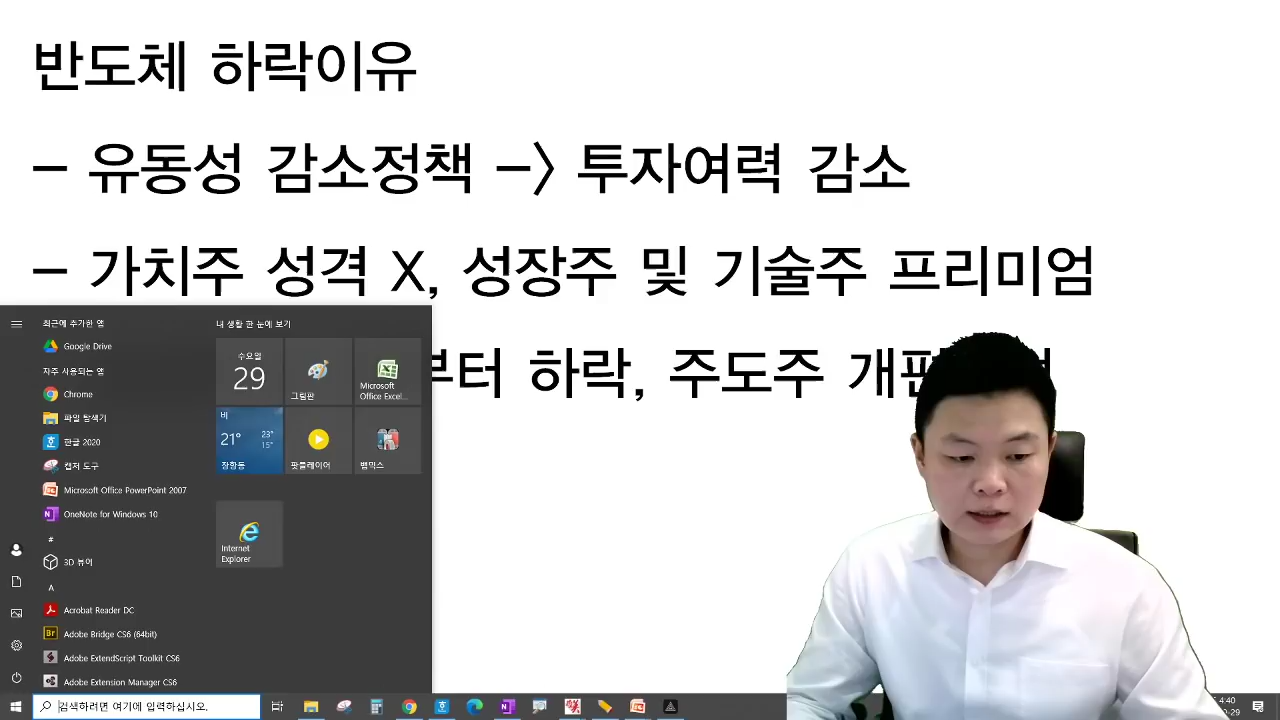 반도체 하락이유
- 유동성 감소정책 -> 투자여력 감소
- 가치주 성격 X, 성장주 및 기술주 프리미엄
하락, 주도주
최근에 추가한 앱
Google Drive
자주 사용되는 앱
Chrome
파일 탐색기
한글 2020
캡처 도구
Microsoft Office PowerPoint 2007
OneNote for Windows 10
#
3D 뷰어
A
Acrobat Reader DC
Adobe Bridge CS6 (64bit)
Adobe ExtendScript Toolkit CS6
Adobe Extension Manager CS6
내 생활 한 눈에 보기
수요일
29
그림판
Microsoft
Office Excel...
비
21°
23°
15°
장항동
팟플레이어
뱀믹스
Internet
Explorer
검색하려면 여기에 입력하십시오.